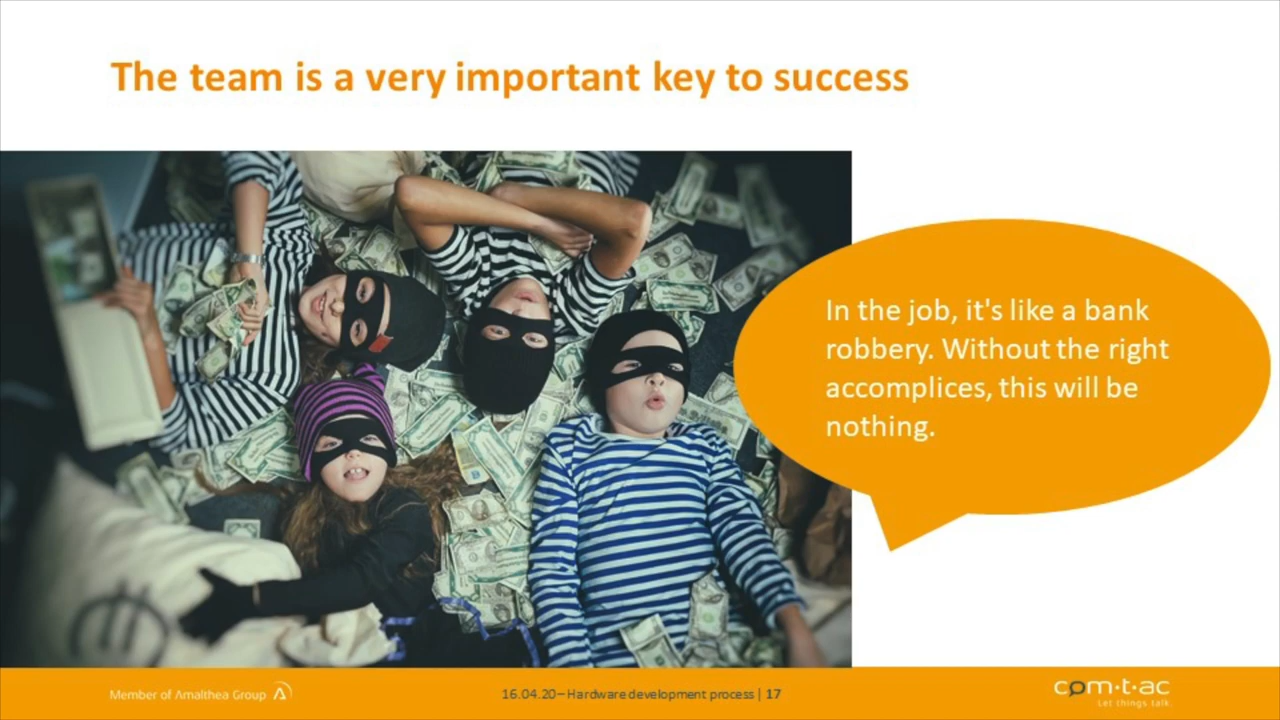 The team is a very important key to success
In the job, it's like a bank
robbery. Without the right
accomplices, this will be
nothing.
Member of Amalthea Group
16.04.20 – Hardware development process | 17
com·t·ac
Let things talk.